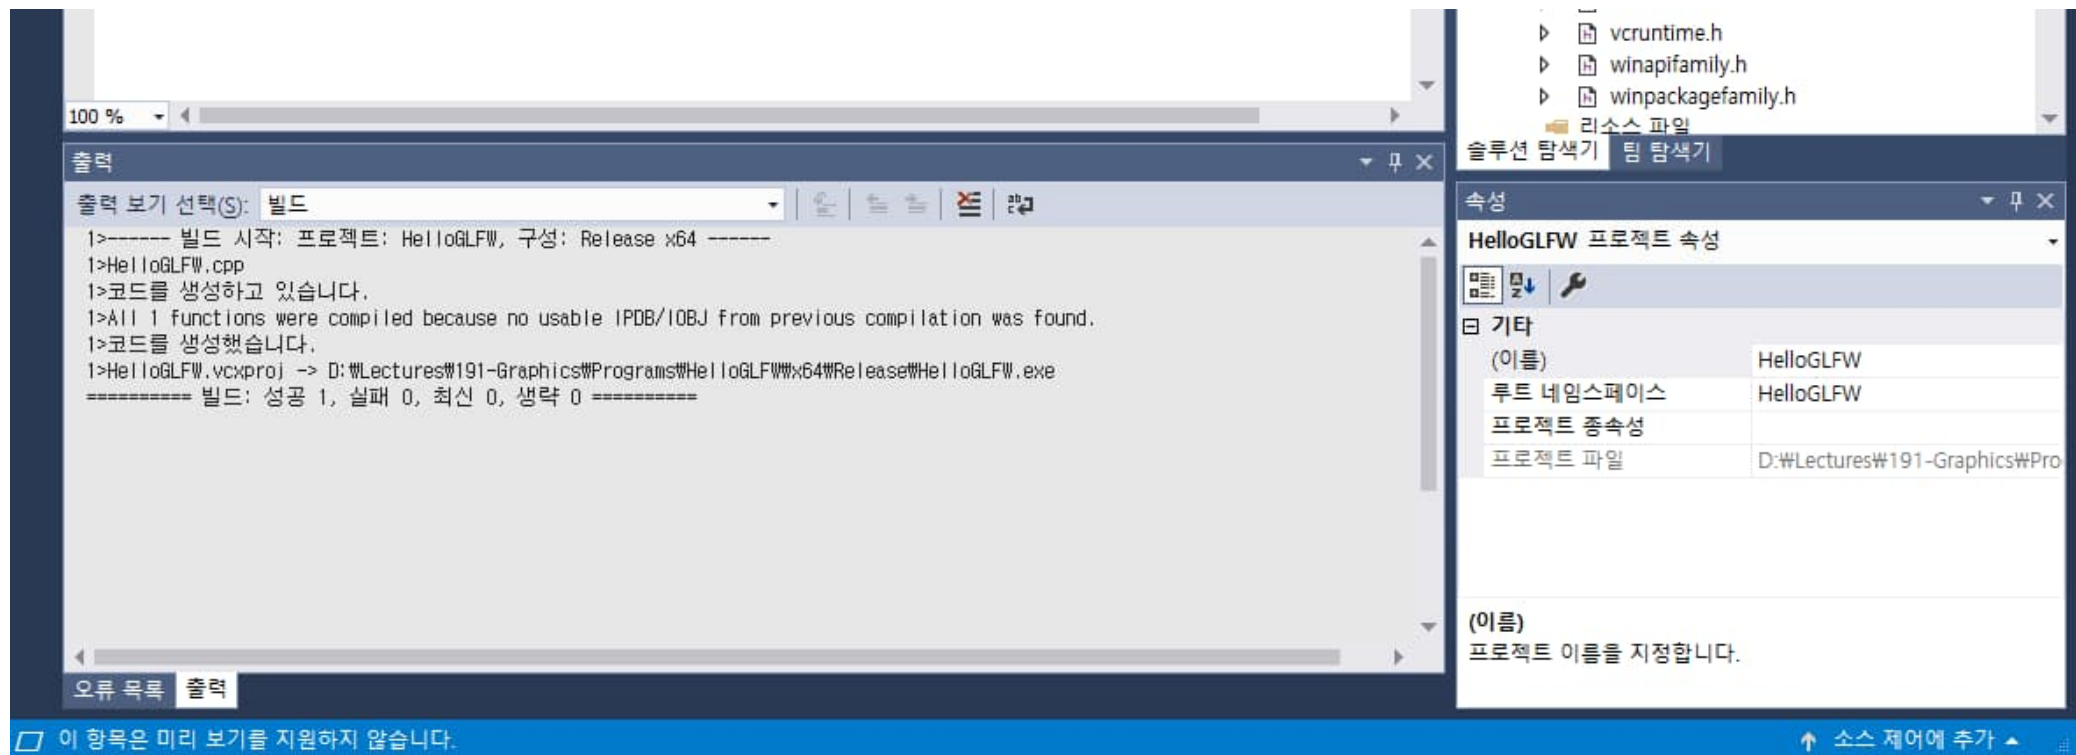 vcruntime.h
winapifamily.h
winpackagefamily.h
리소스 파일
솔루션 탐색기 팀 탐색기
100 %
출력
출력 보기 선택(S): 빌드
1>------ 빌드 시작: 프로젝트: HelloGLFW, 구성: Release x64 ------
1>HelloGLFW.cpp
1>코드를 생성하고 있습니다.
1>All 1 functions were compiled because no usable IPDB/IOBJ from previous compilation was found.
1>코드를 생성했습니다.
1>HelloGLFW.vcxproj -> D:₩Lectures₩191-Graphics₩Programs₩HelloGLFW₩x64₩Release₩HelloGLFW.exe
========== 빌드: 성공 1, 실패 0, 최신 0, 생략 0 ==========
오류 목록 출력
속성
HelloGLFW 프로젝트 속성
기타
(이름) HelloGLFW
루트 네임스페이스 HelloGLFW
프로젝트 종속성
프로젝트 파일 D:₩Lectures₩191-Graphics₩Pro
(이름)
프로젝트 이름을 지정합니다.
이 항목은 미리 보기를 지원하지 않습니다.
소스 제어에 추가